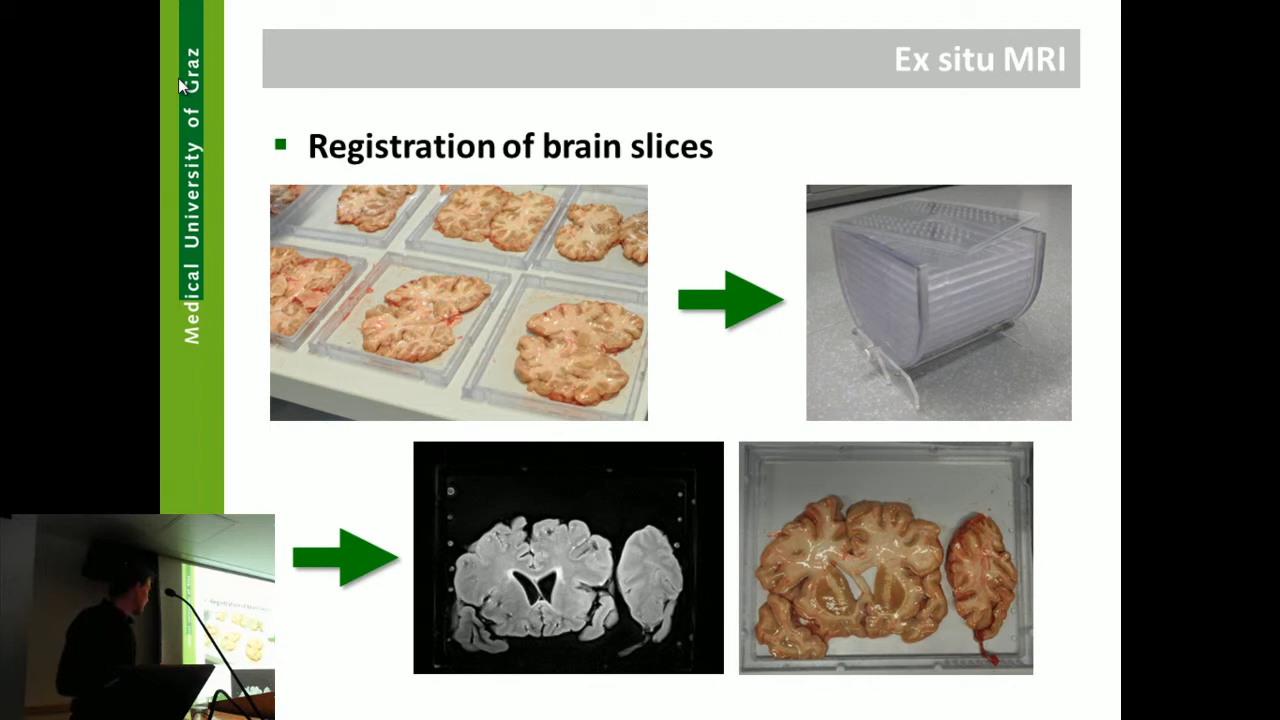 Medical University of Graz
Ex situ MRI
Registration of brain slices